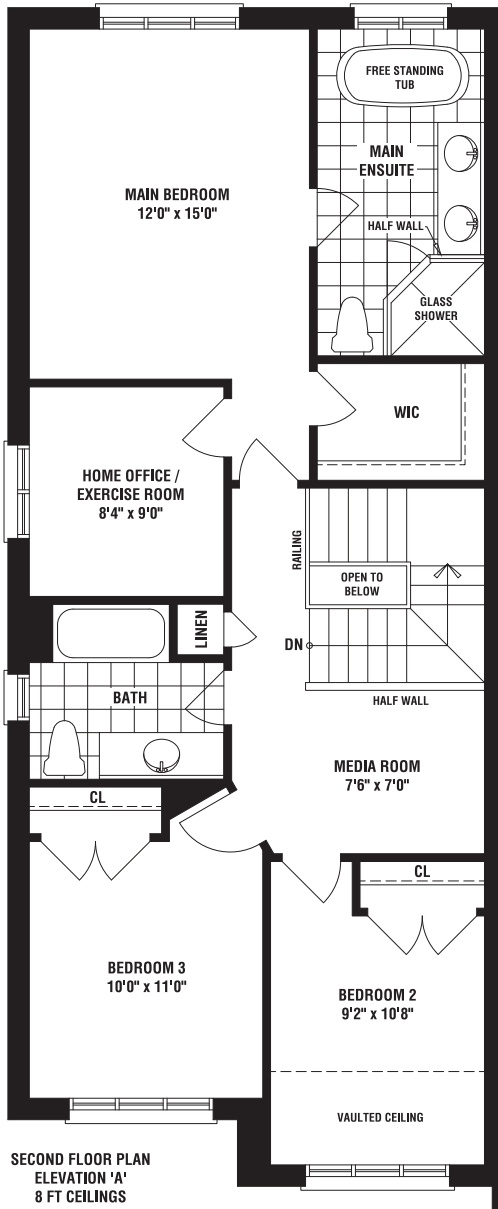 FREE STANDING
TUB
MAIN
ENSUITE
MAIN BEDROOM
12'0" x 15'0"
HALF WALL
GLASS
SHOWER
WIC
HOME OFFICE /
EXERCISE ROOM
8'4" x 9'0"
RAILING
OPEN TO
BELOW
LINEN
DN
BATH
HALF WALL
MEDIA ROOM
7'6" x 7'0"
CL
CL
BEDROOM 3
10'0" x 11'0"
BEDROOM 2
9'2" x 10'8"
VAULTED CEILING
SECOND FLOOR PLAN
ELEVATION 'A'
8 FT CEILINGS